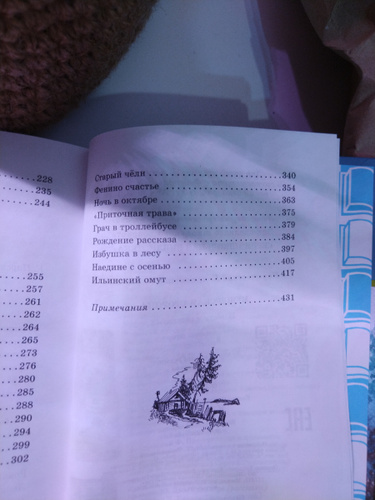 ...228
...235
...244
...255
...257
...261
...262
...264
...265
...273
...276
...280
...285
...288
...290
...294
...299
...302
Старый чёлн ... 340
Фенино счастье ... 354
Ночь в октябре ... 363
«Приточная трава» ... 375
Грач в троллейбусе ... 379
Рождение рассказа ... 384
Избушка в лесу ... 397
Наедине с осенью ... 405
Ильинский омут ... 417
Примечания ... 431